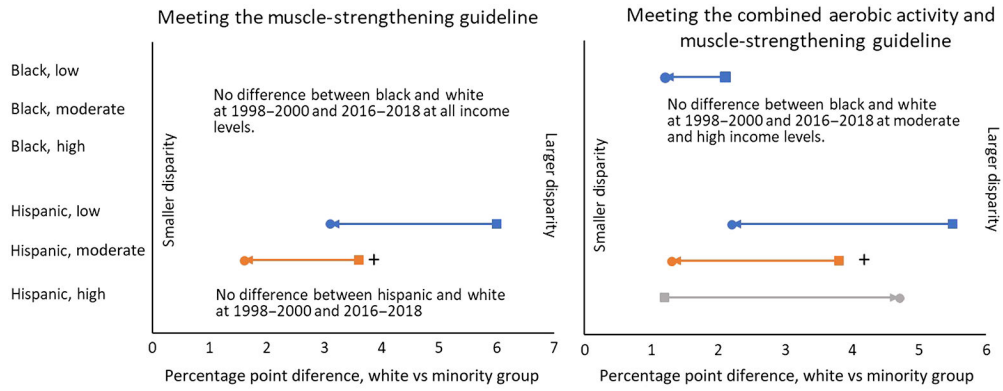 Meeting the muscle-strengthening guideline
Black, low
Black, moderate
Black, high
Hispanic, low
Hispanic, moderate
Hispanic, high
Smaller disparity
No difference between black and white
at 1998–2000 and 2016–2018 at all income
levels.
+
No difference between hispanic and white
at 1998–2000 and 2016–2018
Larger disparity
0 1 2 3 4 5 6 7
Percentage point diference, white vs minority group
Meeting the combined aerobic activity and
muscle-strengthening guideline
Smaller disparity
No difference between black and white
at 1998–2000 and 2016–2018 at moderate
and high income levels.
+
Larger disparity
0 1 2 3 4 5 6
Percentage point diference, white vs minority group